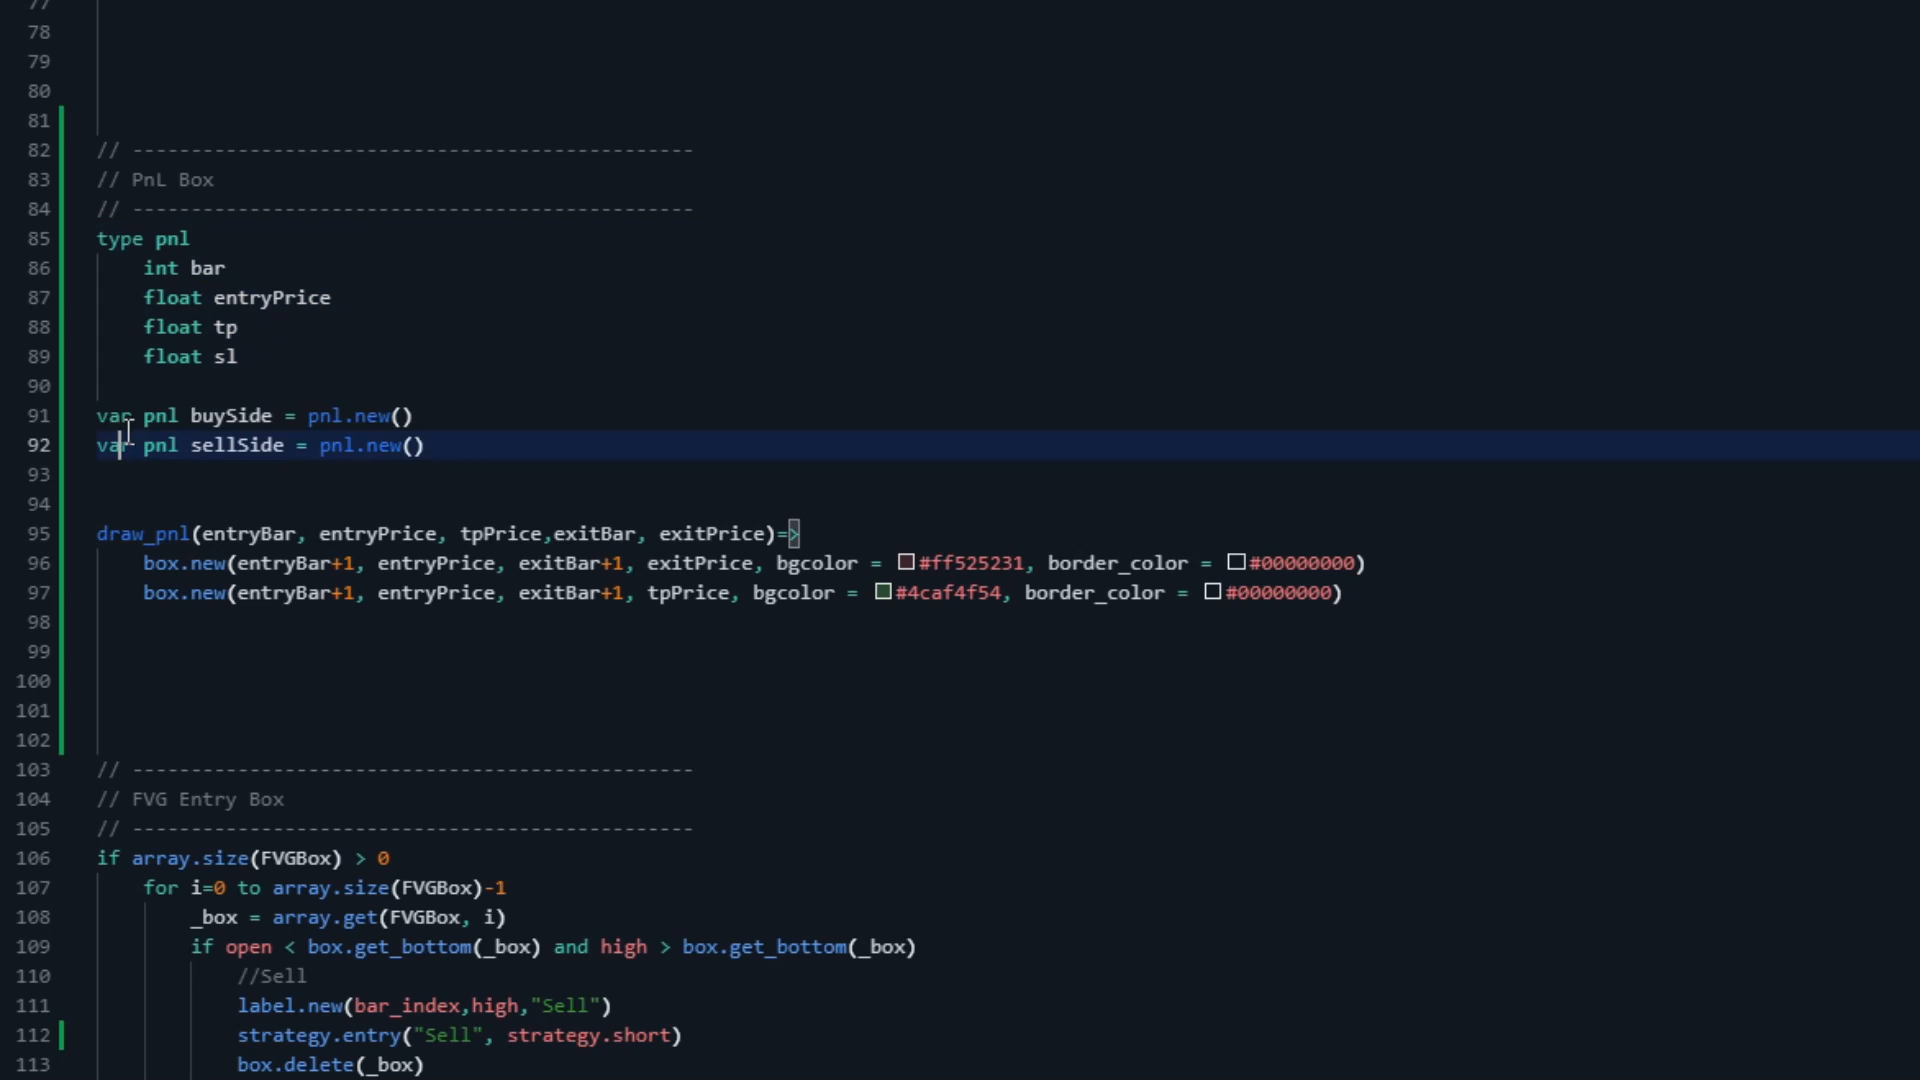 77
78
79
80
81
82 // ------------------------------------------------
83 // PnL Box
84 // ------------------------------------------------
85 type pnl
86     int bar
87     float entryPrice
88     float tp
89     float sl
90
91 var pnl buySide = pnl.new()
92 var pnl sellSide = pnl.new()
93
94
95 draw_pnl(entryBar, entryPrice, tpPrice,exitBar, exitPrice)=>
96     box.new(entryBar+1, entryPrice, exitBar+1, exitPrice, bgcolor = #ff525231, border_color = #00000000)
97     box.new(entryBar+1, entryPrice, exitBar+1, tpPrice, bgcolor = #4caf4f54, border_color = #00000000)
98
99
100
101
102
103 // ------------------------------------------------
104 // FVG Entry Box
105 // ------------------------------------------------
106 if array.size(FVGBox) > 0
107     for i=0 to array.size(FVGBox)-1
108         _box = array.get(FVGBox, i)
109         if open < box.get_bottom(_box) and high > box.get_bottom(_box)
110             //Sell
111             label.new(bar_index,high,"Sell")
112             strategy.entry("Sell", strategy.short)
113             box.delete(_box)